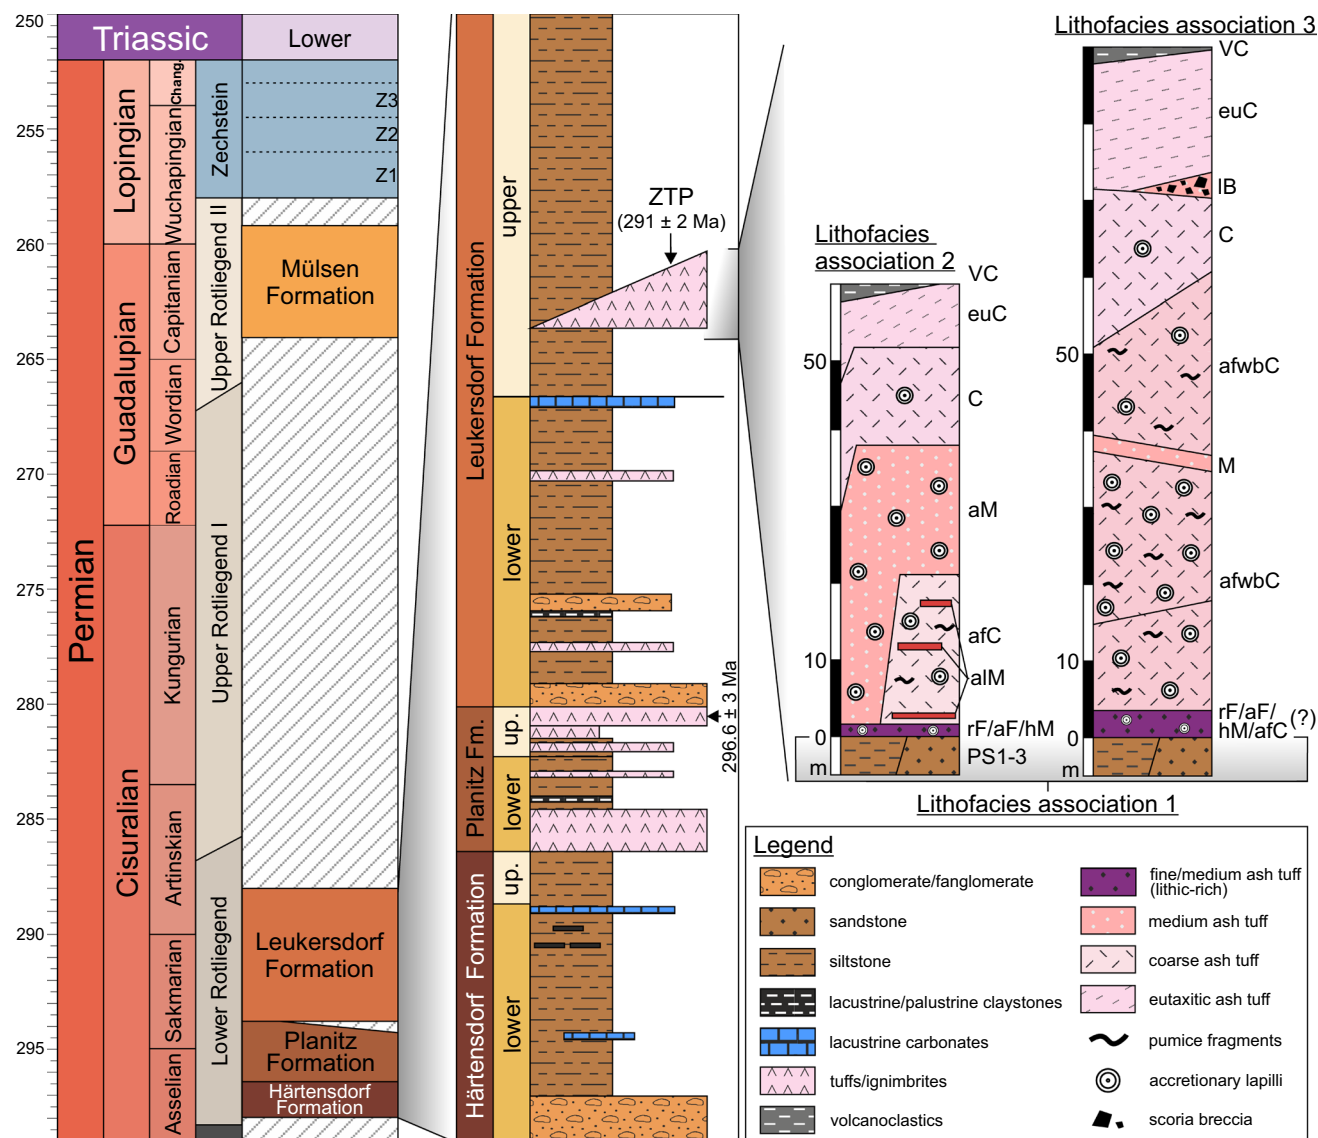 250
255
260
265
270
275
280
285
290
295
Triassic
Lower
Permian
Lopingian
Guadalupian
Cisuralian
Chang.
Wuchapingian
Capitanian
Wordian
Roadian
Kungurian
Artinskian
Sakmarian
Asselian
Zechstein
Upper Rotliegend II
Upper Rotliegend I
Lower Rotliegend
Z3
Z2
Z1
Mülsen
Formation
Leukersdorf
Formation
Planitz
Formation
Härtensdorf
Formation
Leukersdorf Formation
Planitz Fm.
Härtensdorf Formation
upper
lower
up.
lower
up.
lower
ZTP
(291 ± 2 Ma)
296.6 ± 3 Ma
Lithofacies
association 2
VC
euC
50
C
aM
afC
10
alM
rF/aF/hM
0
PS1-3
m
Lithofacies association 3
VC
euC
IB
C
50
afwbC
M
afwbC
10
rF/aF/
hM/afC
(?)
0
m
Lithofacies association 1
Legend
conglomerate/fanglomerate
sandstone
siltstone
lacustrine/palustrine claystones
lacustrine carbonates
tuffs/ignimbrites
volcanoclastics
fine/medium ash tuff
(lithic-rich)
medium ash tuff
coarse ash tuff
eutaxitic ash tuff
pumice fragments
accretionary lapilli
scoria breccia